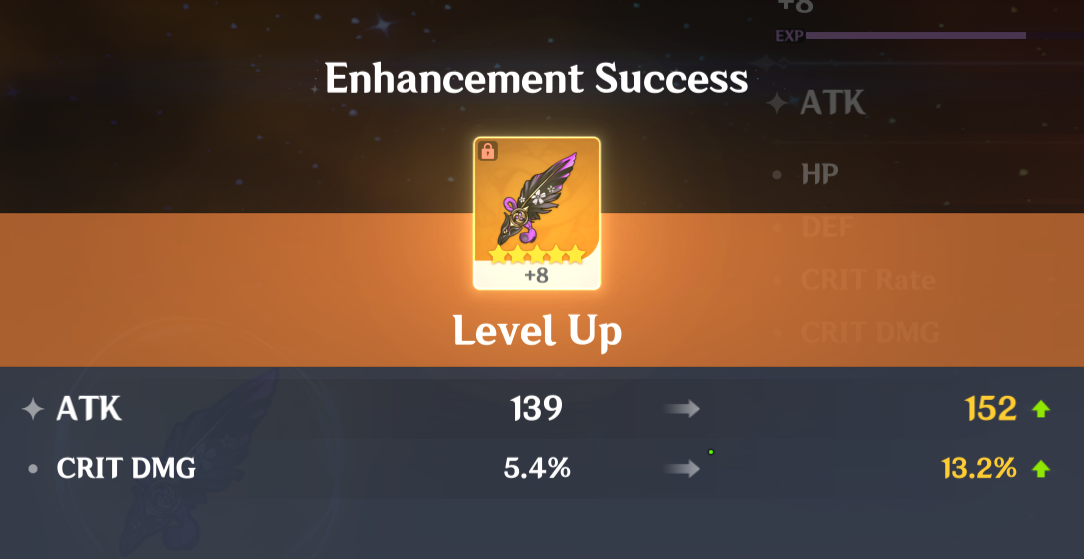 +8
EXP
Enhancement Success
ATK
HP
DEF
CRIT Rate
CRIT DMG
+8
Level Up
ATK 139 152
CRIT DMG 5.4% 13.2%